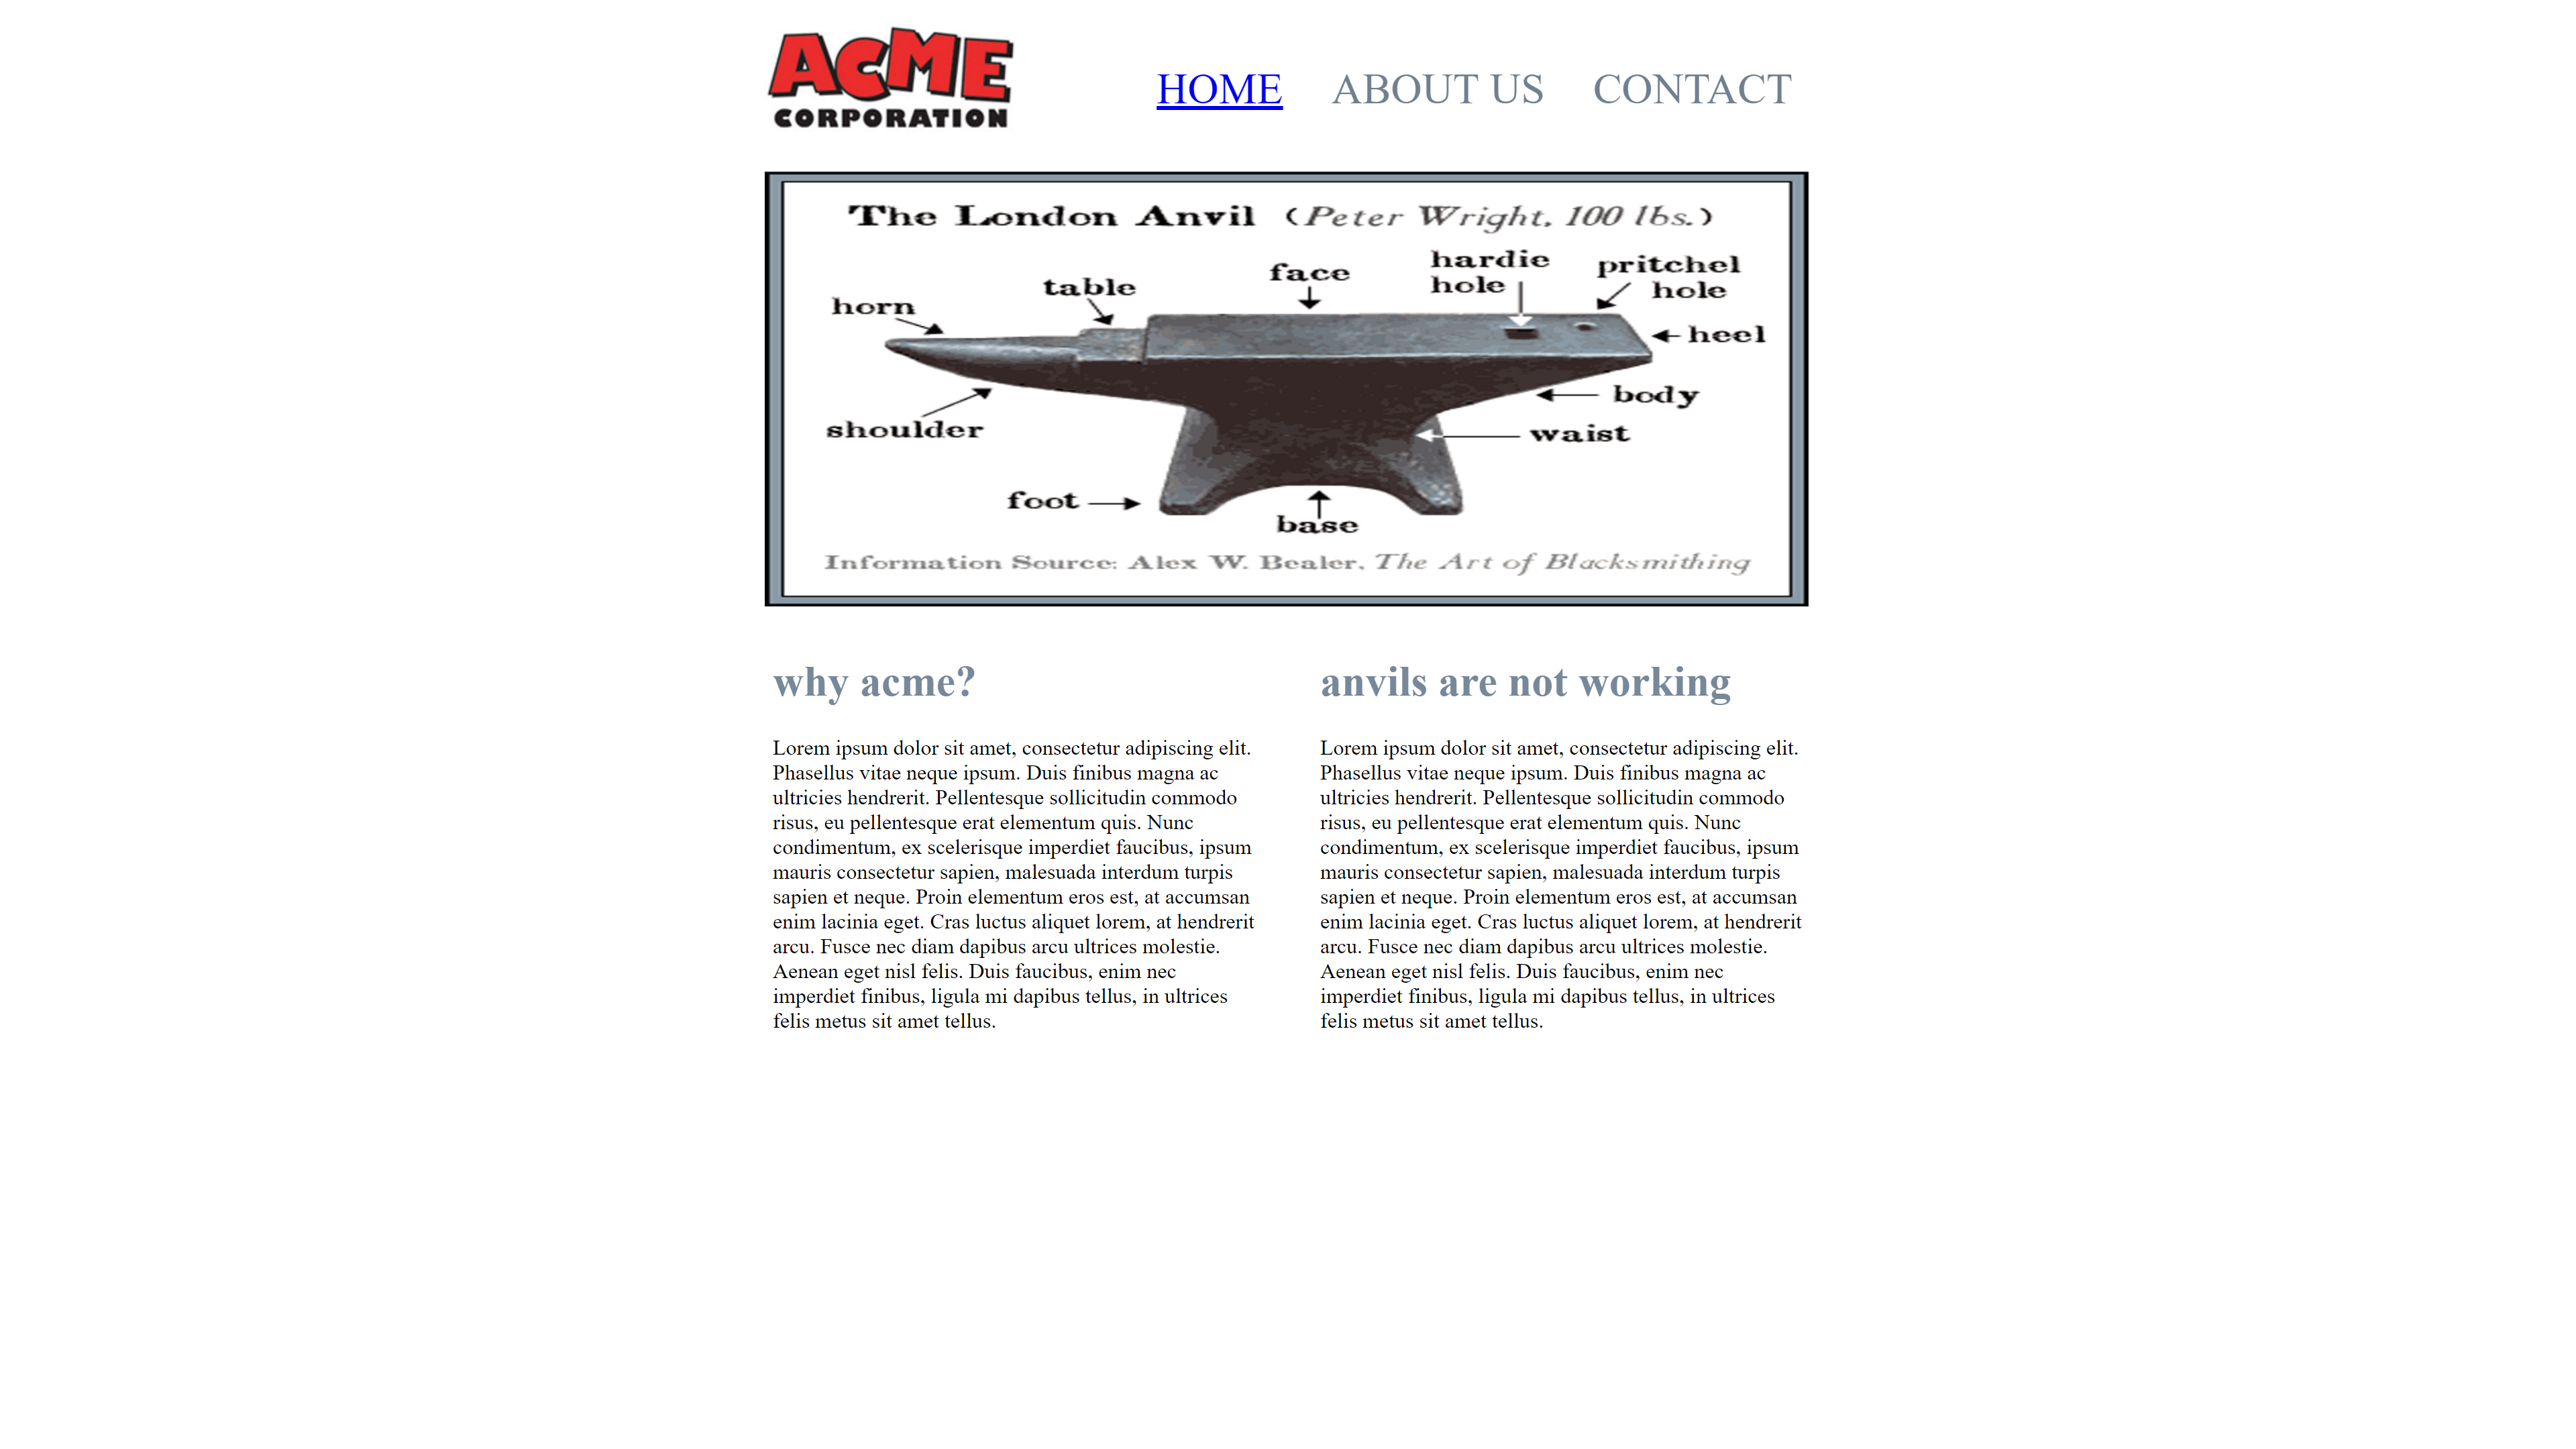 ACME
CORPORATION
HOME ABOUT US CONTACT
The London Anvil (Peter Wright, 100 lbs.)
horn
table
face
hardie
hole
pritchel
hole
heel
shoulder
body
waist
foot
base
Information Source: Alex W. Bealer, The Art of Blacksmithing
why acme?
Lorem ipsum dolor sit amet, consectetur adipiscing elit.
Phasellus vitae neque ipsum. Duis finibus magna ac
ultricies hendrerit. Pellentesque sollicitudin commodo
risus, eu pellentesque erat elementum quis. Nunc
condimentum, ex scelerisque imperdiet faucibus, ipsum
mauris consectetur sapien, malesuada interdum turpis
sapien et neque. Proin elementum eros est, at accumsan
enim lacinia eget. Cras luctus aliquet lorem, at hendrerit
arcu. Fusce nec diam dapibus arcu ultrices molestie.
Aenean eget nisl felis. Duis faucibus, enim nec
imperdiet finibus, ligula mi dapibus tellus, in ultrices
felis metus sit amet tellus.
anvils are not working
Lorem ipsum dolor sit amet, consectetur adipiscing elit.
Phasellus vitae neque ipsum. Duis finibus magna ac
ultricies hendrerit. Pellentesque sollicitudin commodo
risus, eu pellentesque erat elementum quis. Nunc
condimentum, ex scelerisque imperdiet faucibus, ipsum
mauris consectetur sapien, malesuada interdum turpis
sapien et neque. Proin elementum eros est, at accumsan
enim lacinia eget. Cras luctus aliquet lorem, at hendrerit
arcu. Fusce nec diam dapibus arcu ultrices molestie.
Aenean eget nisl felis. Duis faucibus, enim nec
imperdiet finibus, ligula mi dapibus tellus, in ultrices
felis metus sit amet tellus.